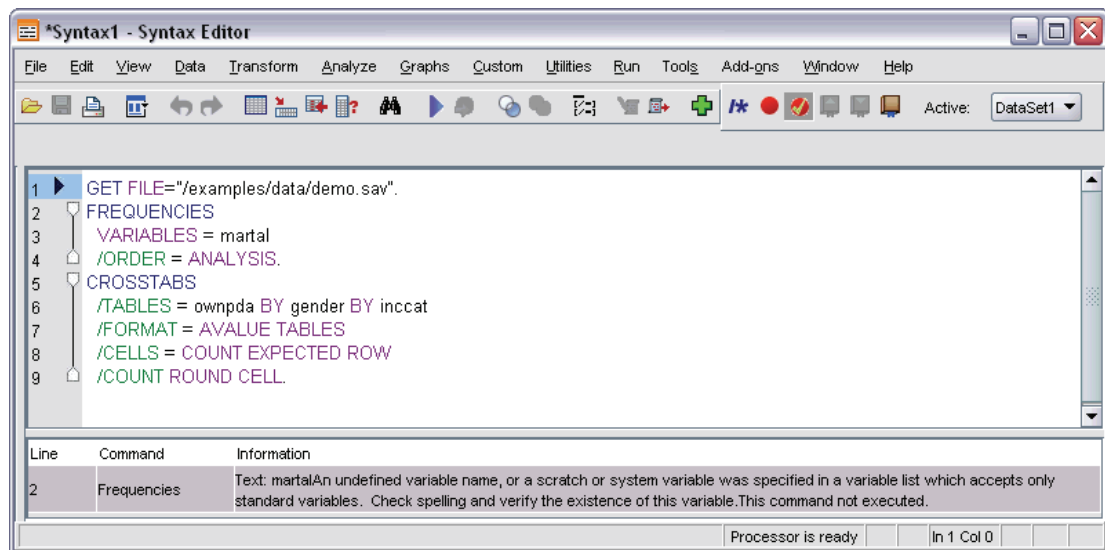 *Syntax1 - Syntax Editor
File Edit View Data Transform Analyze Graphs Custom Utilities Run Tools Add-ons Window Help
Active: DataSet1
1 GET FILE="/examples/data/demo.sav".
2 FREQUENCIES
3 VARIABLES = martal
4 /ORDER = ANALYSIS.
5 CROSSTABS
6 /TABLES = ownpda BY gender BY inccat
7 /FORMAT = AVALUE TABLES
8 /CELLS = COUNT EXPECTED ROW
9 /COUNT ROUND CELL.
Line Command Information
2 Frequencies Text: martalAn undefined variable name, or a scratch or system variable was specified in a variable list which accepts only
standard variables. Check spelling and verify the existence of this variable.This command not executed.
Processor is ready In 1 Col 0